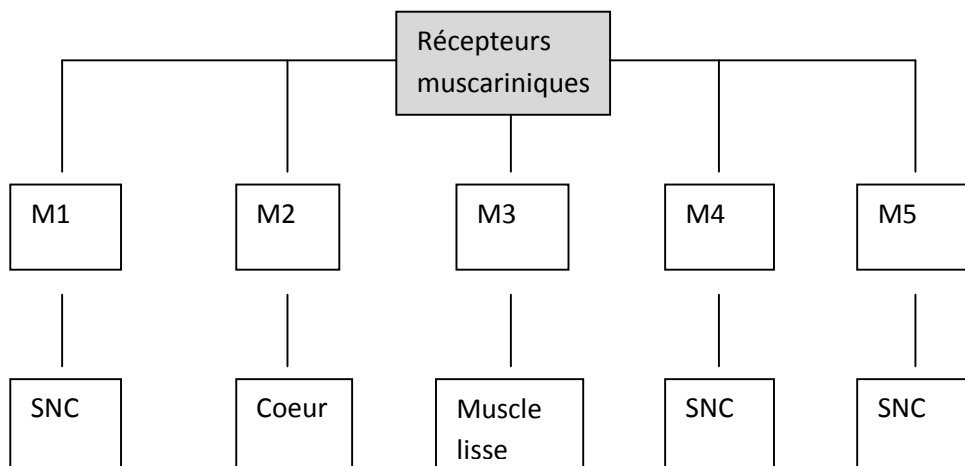 Récepteurs
muscariniques
M1
M2
M3
M4
M5
SNC
Coeur
Muscle
lisse
SNC
SNC